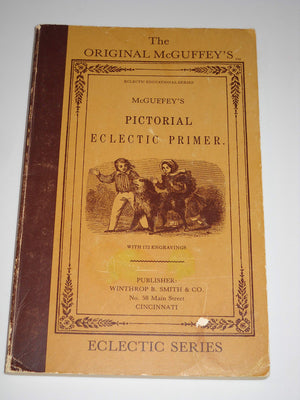 The
ORIGINAL McGUFFEY'S™
ECLECTIC EDUCATIONAL SERIES
McGUFFEY'S
PICTORIAL
ECLECTIC PRIMER.
WITH 172 ENGRAVINGS
PUBLISHER:
WINTHROP B. SMITH & CO.
No. 58 Main Street
CINCINNATI
ECLECTIC SERIES